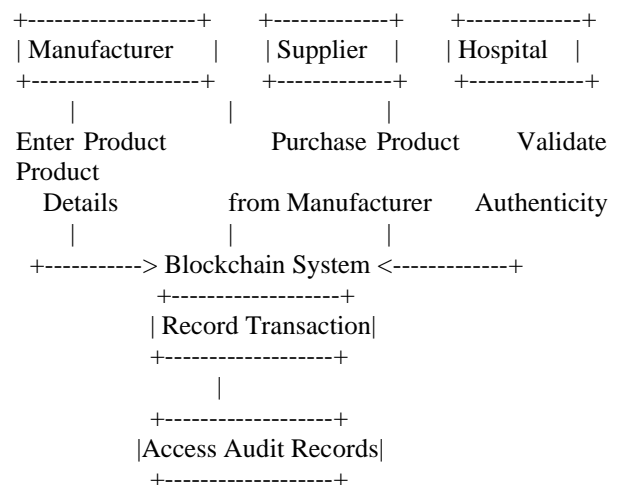 +-------------------+ +-------------+ +-------------+
| Manufacturer | | Supplier | | Hospital |
+--------------------+ +-------------+ +-------------+
| | |
Enter Product Purchase Product Validate
Product
Details from Manufacturer Authenticity
| | |
+-----------> Blockchain System <-------------+
+-------------------+
| Record Transaction|
+-------------------+
|
+-------------------+
|Access Audit Records|
+-------------------+